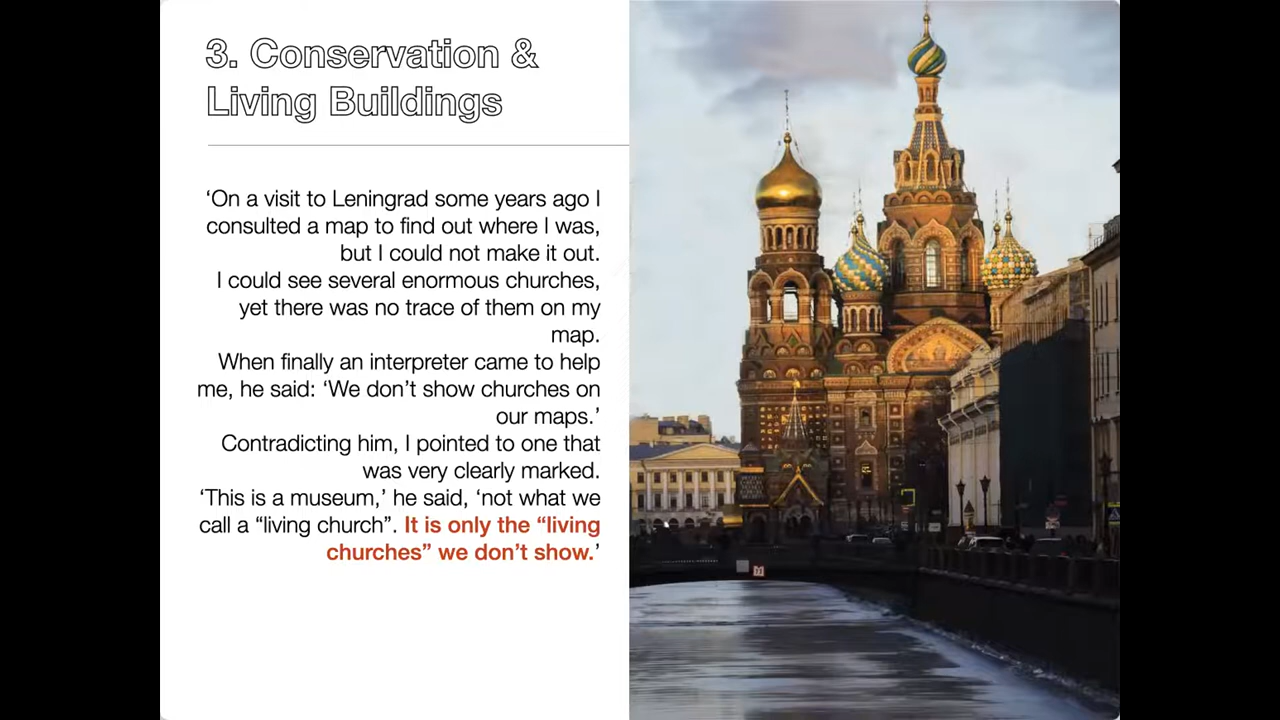 3. Conservation &
Living Buildings
‘On a visit to Leningrad some years ago I
consulted a map to find out where I was,
but I could not make it out.
I could see several enormous churches,
yet there was no trace of them on my
map.
When finally an interpreter came to help
me, he said: ‘We don’t show churches on
our maps.’
Contradicting him, I pointed to one that
was very clearly marked.
‘This is a museum,’ he said, ‘not what we
call a “living church”. It is only the “living
churches” we don’t show.’